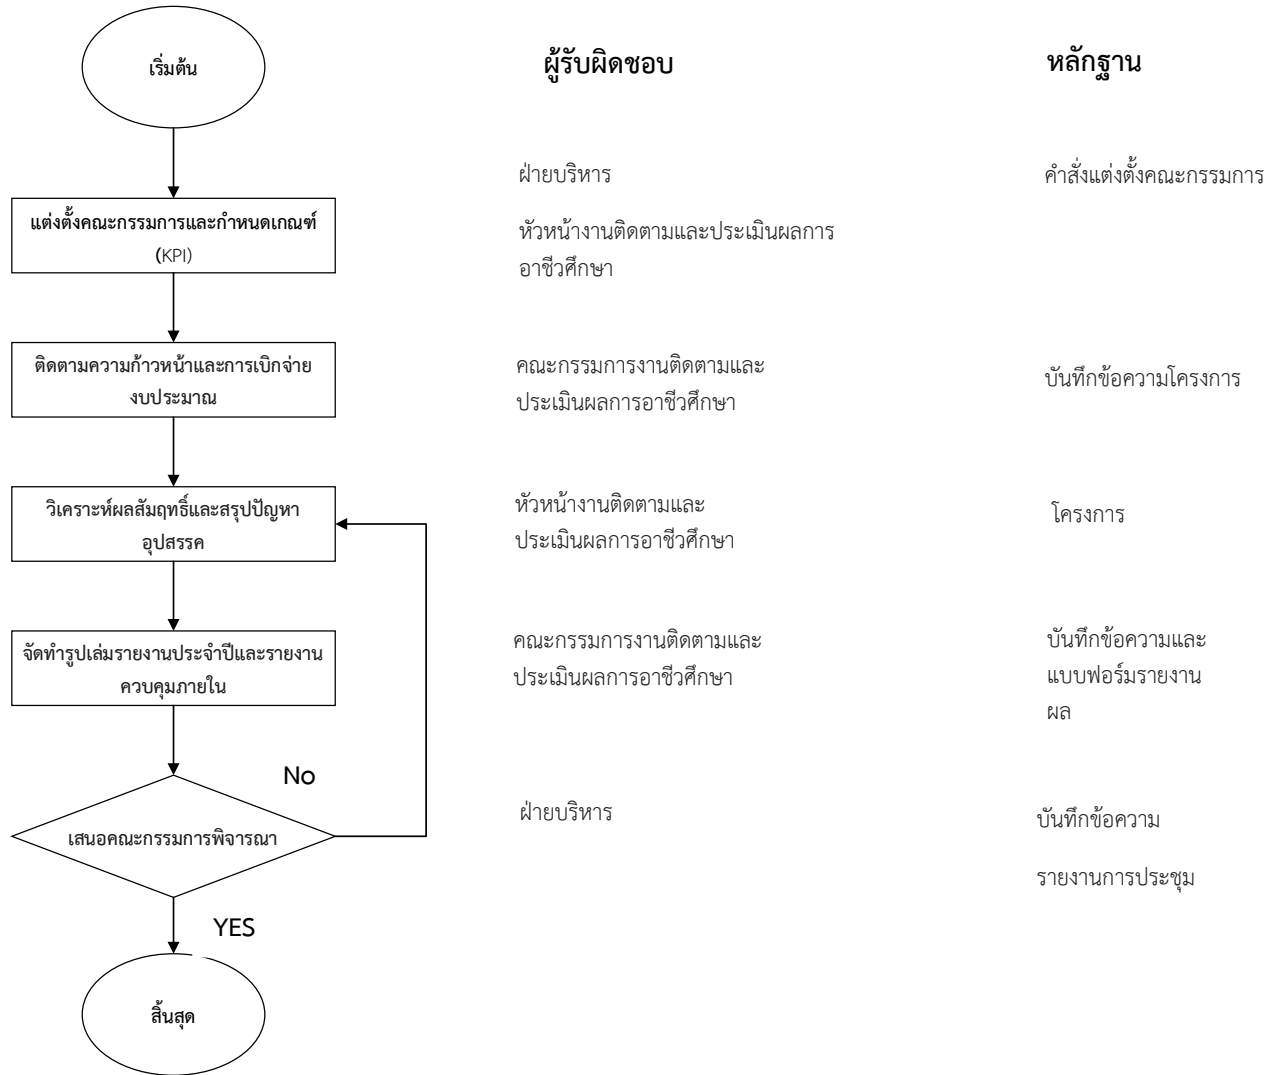 เริ่มต้น
ผู้รับผิดชอบ
หลักฐาน
ฝ่ายบริหาร
คำสั่งแต่งตั้งคณะกรรมการ
แต่งตั้งคณะกรรมการและกำหนดเกณฑ์
(KPI)
หัวหน้างานติดตามและประเมินผลการ
อาชีวศึกษา
ติดตามความก้าวหน้าและการเบิกจ่าย
งบประมาณ
คณะกรรมการงานติดตามและ
ประเมินผลการอาชีวศึกษา
บันทึกข้อความโครงการ
วิเคราะห์ผลสัมฤทธิ์และสรุปปัญหา
อุปสรรค
หัวหน้างานติดตามและ
ประเมินผลการอาชีวศึกษา
โครงการ
จัดทำรูปเล่มรายงานประจำปีและรายงาน
ควบคุมภายใน
คณะกรรมการงานติดตามและ
ประเมินผลการอาชีวศึกษา
บันทึกข้อความและ
แบบฟอร์มรายงาน
ผล
No
เสนอคณะกรรมการพิจารณา
ฝ่ายบริหาร
บันทึกข้อความ
รายงานการประชุม
YES
สิ้นสุด